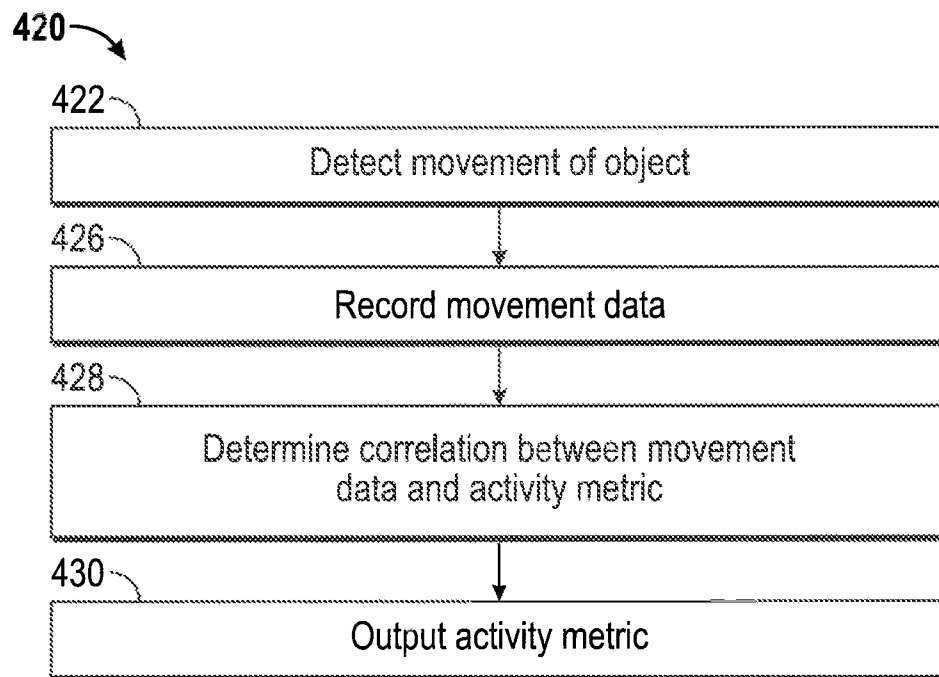 420
422
Detect movement of object
426
Record movement data
428
Determine correlation between movement
data and activity metric
430
Output activity metric